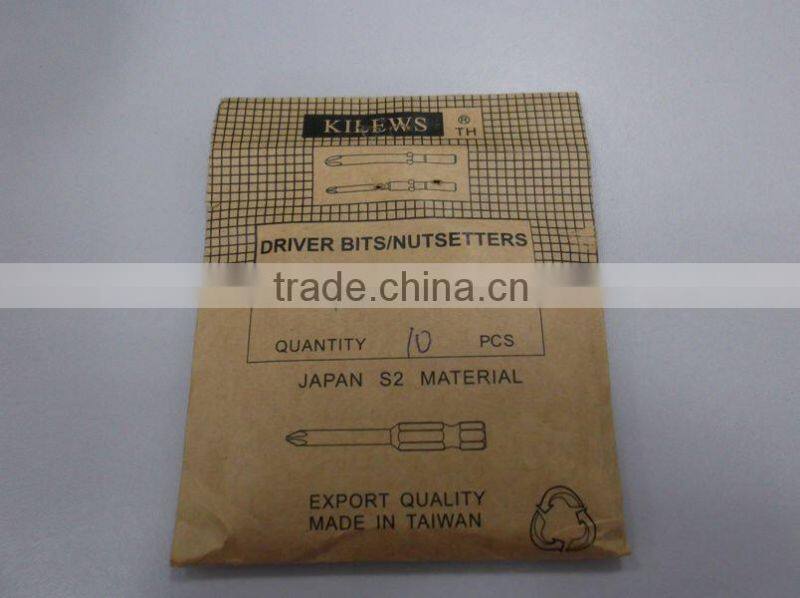 KILEWS ®
TH
DRIVER BITS/NUTSETTERS
trade.china.cn
QUANTITY 10 PCS
JAPAN S2 MATERIAL
EXPORT QUALITY
MADE IN TAIWAN